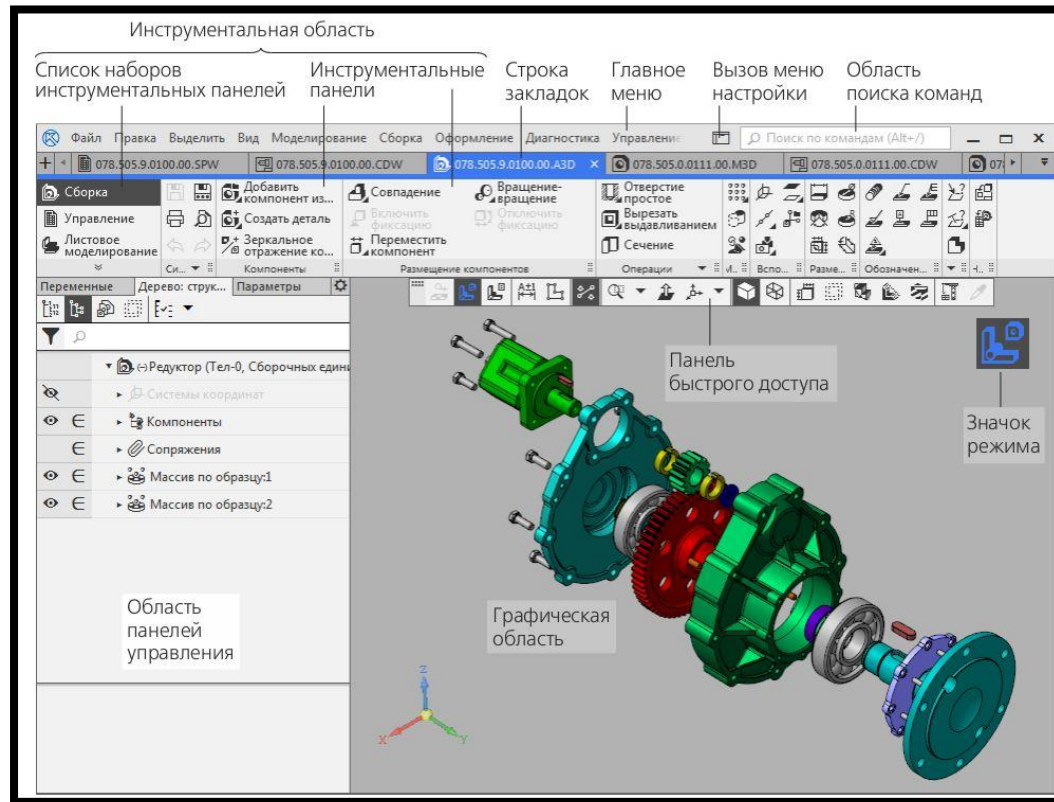 Инструментальная область
Список наборов инструментальных панелей
Инструментальные панели
Строка закладок
Главное меню
Вызов меню настройки
Область поиска команд
Файл Правка Выделить Вид Моделирование Сборка Оформление Диагностика Управление
Поиск по командам (Alt+/)
078.505.9.0100.00.SPW
078.505.9.0100.00.CDW
078.505.9.0100.00.A3D
078.505.0.0111.00.M3D
078.505.0.0111.00.CDW
Сборка
Управление
Листовое моделирование
Добавить компонент из...
Создать деталь
Зеркальное отражение ко...
Совпадение
Включить фиксацию
Переместить компонент
Вращение-вращение
Отключить фиксацию
Отверстие простое
Вырезать выдавливанием
Сечение
Си...
Компоненты
Размещение компонентов
Операции
Вспо...
Разме...
Обозначен...
Переменные
Дерево: струк...
Параметры
(-)Редуктор (Тел-0, Сборочных един
Системы координат
Компоненты
Сопряжения
Массив по образцу:1
Массив по образцу:2
Панель быстрого доступа
Значок режима
Область панелей управления
Графическая область
Z
X
Y